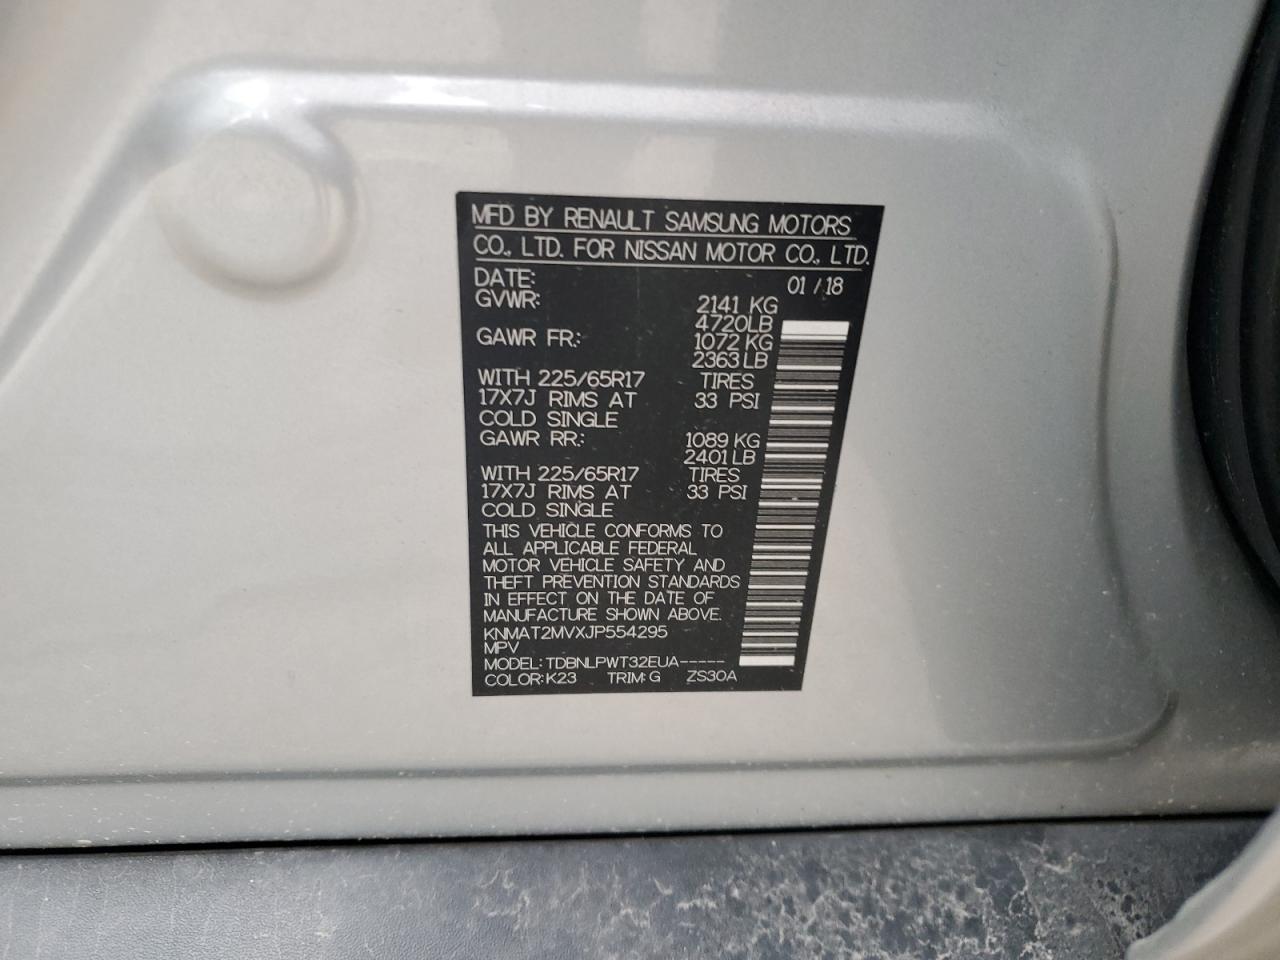 MFD BY RENAULT SAMSUNG MOTORS
CO., LTD. FOR NISSAN MOTOR CO., LTD.
DATE: 01 / 18
GVWR: 2141 KG
4720LB
GAWR FR: 1072 KG
2363 LB
WITH 225/65R17 TIRES
17X7J RIMS AT 33 PSI
COLD SINGLE
GAWR RR: 1089 KG
2401 LB
WITH 225/65R17 TIRES
17X7J RIMS AT 33 PSI
COLD SINGLE
THIS VEHICLE CONFORMS TO
ALL APPLICABLE FEDERAL
MOTOR VEHICLE SAFETY AND
THEFT PREVENTION STANDARDS
IN EFFECT ON THE DATE OF
MANUFACTURE SHOWN ABOVE.
KNMAT2MVXJP554295
MPV
MODEL: TDBNLPWT32EUA-----
COLOR: K23 TRIM: G ZS30A